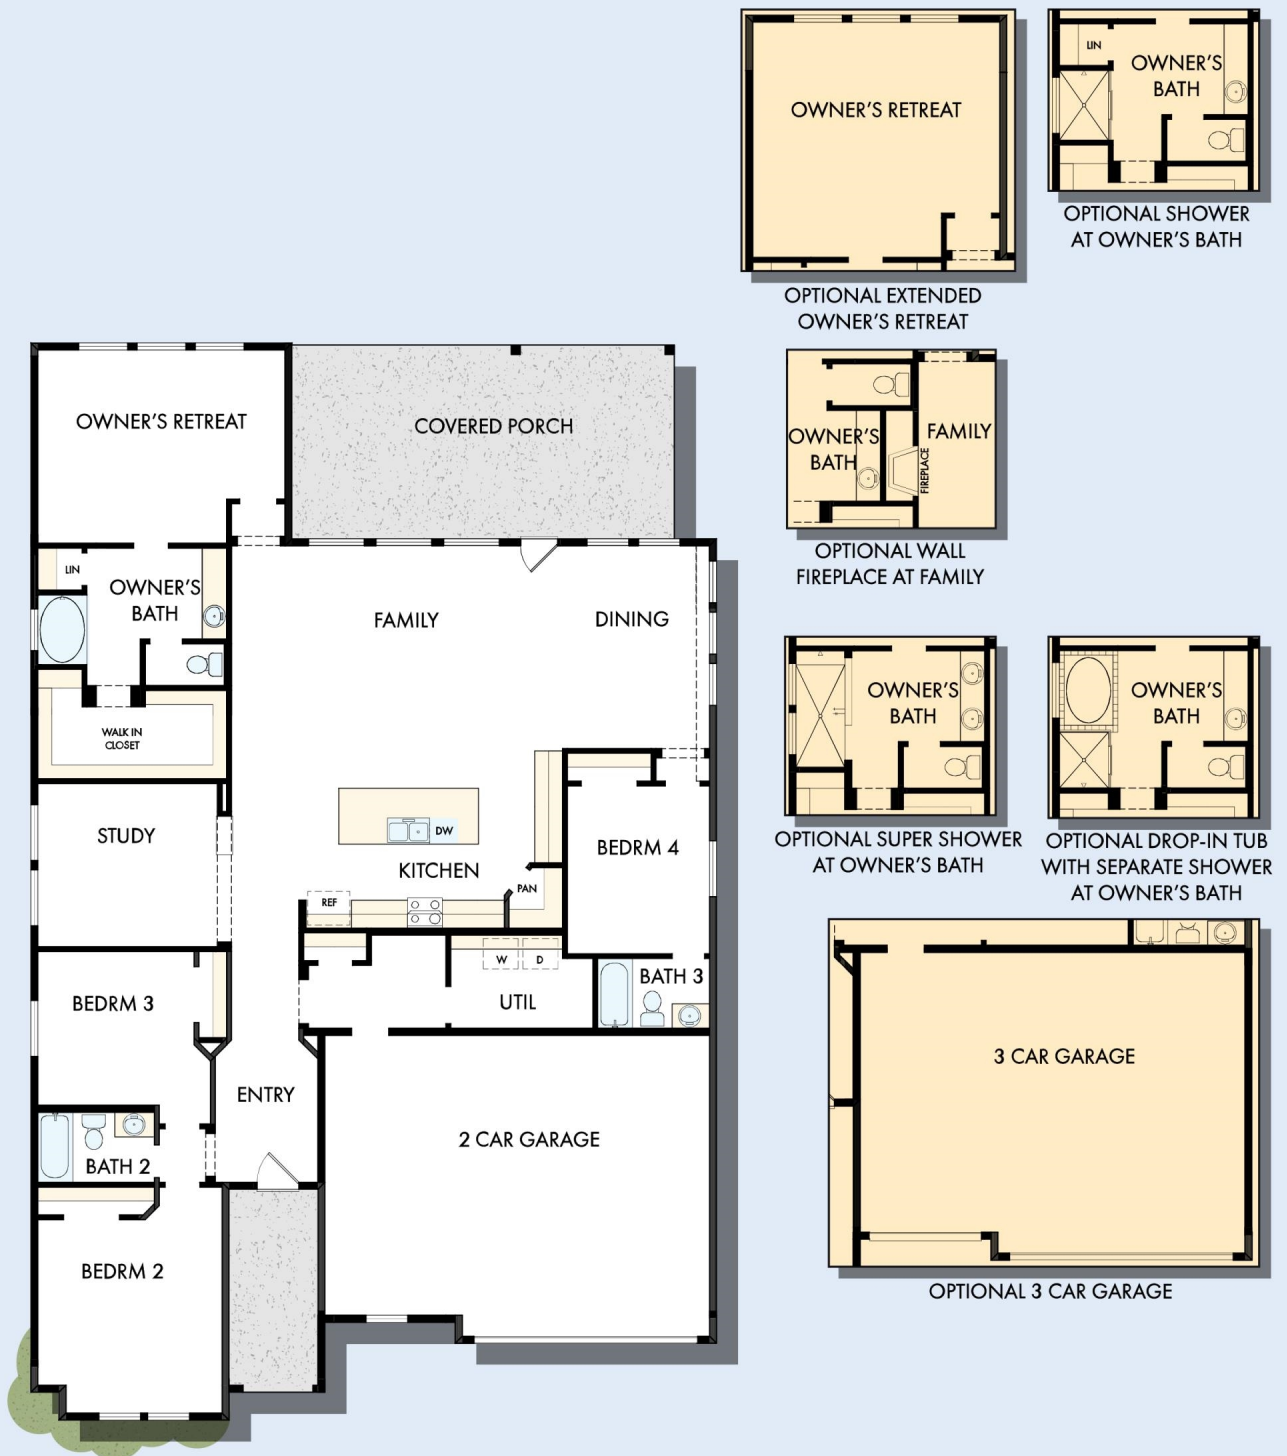 OWNER'S RETREAT
LIN
OWNER'S
BATH
OPTIONAL SHOWER
AT OWNER'S BATH
OPTIONAL EXTENDED
OWNER'S RETREAT
OWNER'S
BATH
FIREPLACE
FAMILY
OPTIONAL WALL
FIREPLACE AT FAMILY
OWNER'S RETREAT
COVERED PORCH
LIN
OWNER'S
BATH
FAMILY
DINING
WALK IN
CLOSET
STUDY
DW
KITCHEN
BEDRM 4
PAN
REF
W
D
UTIL
BATH 3
BEDRM 3
ENTRY
2 CAR GARAGE
BATH 2
BEDRM 2
OWNER'S
BATH
OPTIONAL SUPER SHOWER
AT OWNER'S BATH
OWNER'S
BATH
OPTIONAL DROP-IN TUB
WITH SEPARATE SHOWER
AT OWNER'S BATH
3 CAR GARAGE
OPTIONAL 3 CAR GARAGE